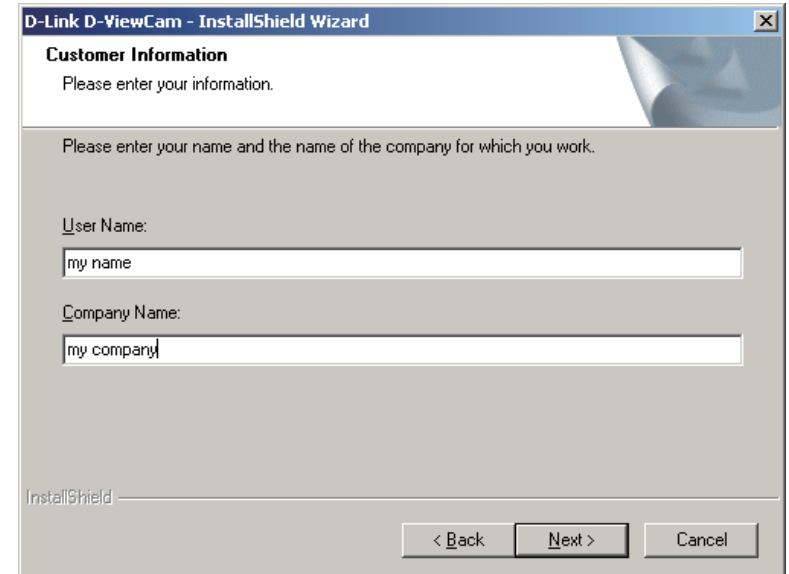 D-Link D-ViewCam - InstallShield Wizard
Customer Information
Please enter your information.
Please enter your name and the name of the company for which you work.
User Name:
my name
Company Name:
my company
InstallShield
< Back Next > Cancel